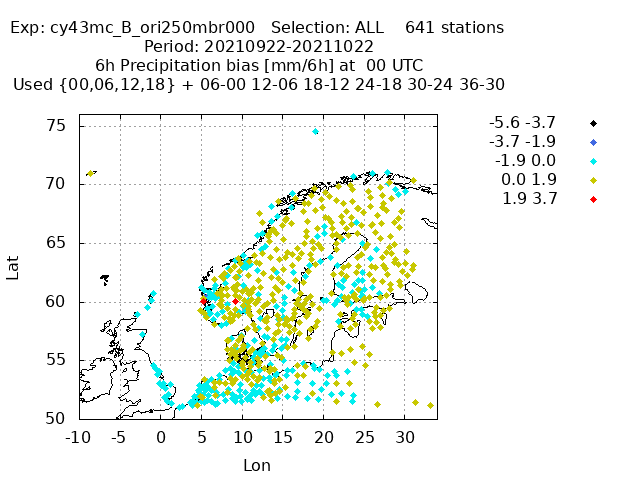 Exp: cy43mc_B_ori250mbr000   Selection: ALL    641 stations
Period: 20210922-20211022
6h Precipitation bias [mm/6h] at  00 UTC
Used {00,06,12,18} + 06-00 12-06 18-12 24-18 30-24 36-30
-5.6 -3.7
-3.7 -1.9
-1.9 0.0
0.0 1.9
1.9 3.7
75
70
65
60
55
50
Lat
-10 -5 0 5 10 15 20 25 30
Lon